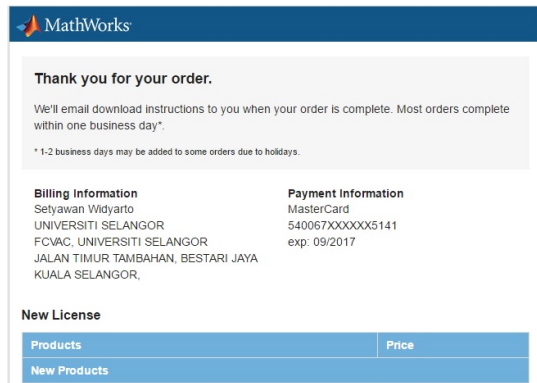 MathWorks
Thank you for your order.
We'll email download instructions to you when your order is complete. Most orders complete
within one business day*.
* 1-2 business days may be added to some orders due to holidays.
Billing Information
Setyawan Widyarto
UNIVERSITI SELANGOR
FCVAC, UNIVERSITI SELANGOR
JALAN TIMUR TAMBAHAN, BESTARI JAYA
KUALA SELANGOR,
Payment Information
MasterCard
540067XXXXXX5141
exp: 09/2017
New License
Products Price
New Products